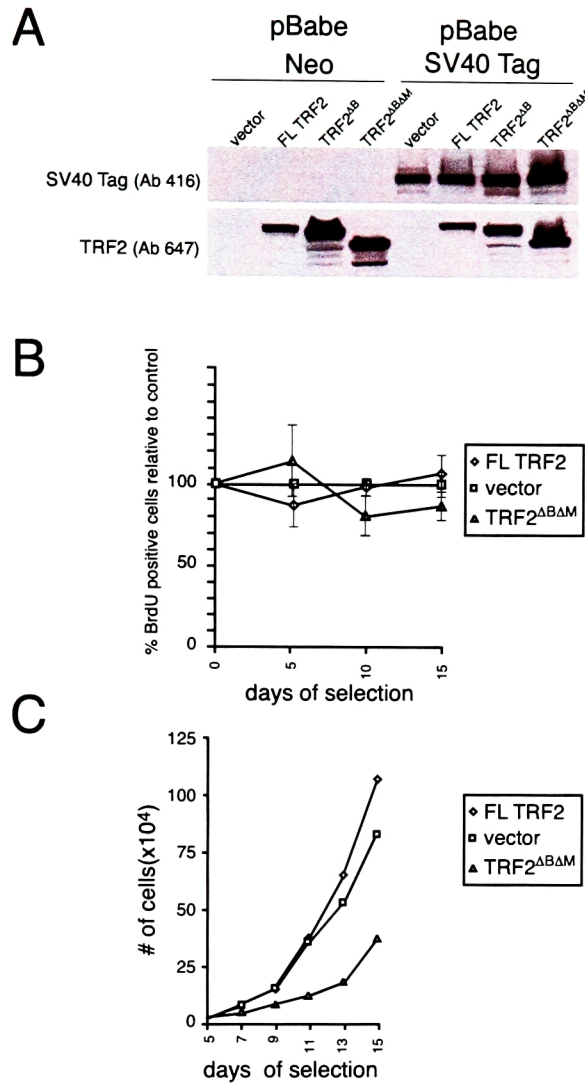 A
pBabe
Neo
pBabe
SV40 Tag
vector
FL TRF2
TRF2ΔB
TRF2ΔBΔM
vector
FL TRF2
TRF2ΔB
TRF2ΔBΔM
SV40 Tag (Ab 416)
TRF2 (Ab 647)
B
% BrdU positive cells relative to control
100
50
0
0
5
10
15
days of selection
FL TRF2
vector
TRF2ΔBΔM
C
# of cells(x10⁴)
125
100
75
50
25
0
5
7
9
11
13
15
days of selection
FL TRF2
vector
TRF2ΔBΔM